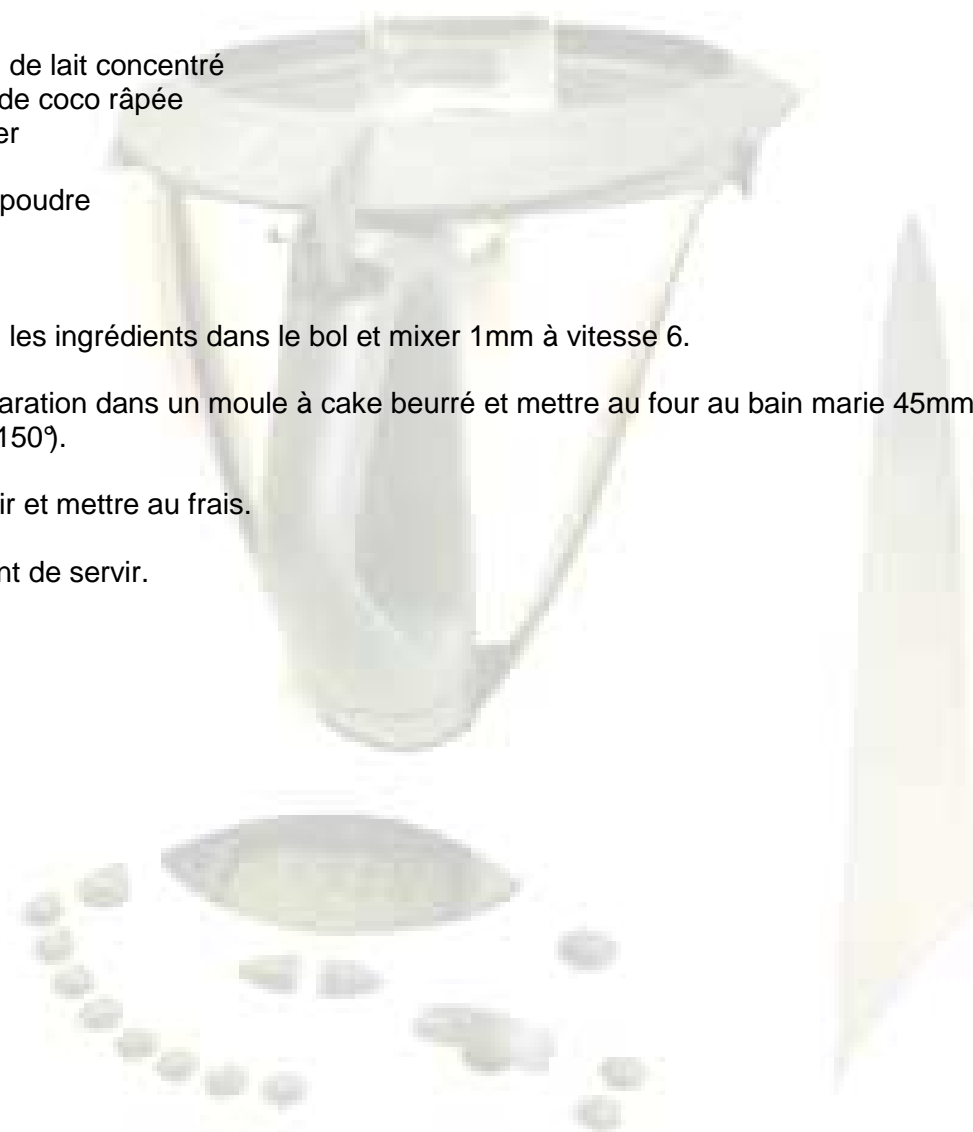 de lait concentré
de coco râpée
er
poudre
les ingrédients dans le bol et mixer 1mm à vitesse 6.
aration dans un moule à cake beurré et mettre au four au bain marie 45mm
150°).
ir et mettre au frais.
nt de servir.